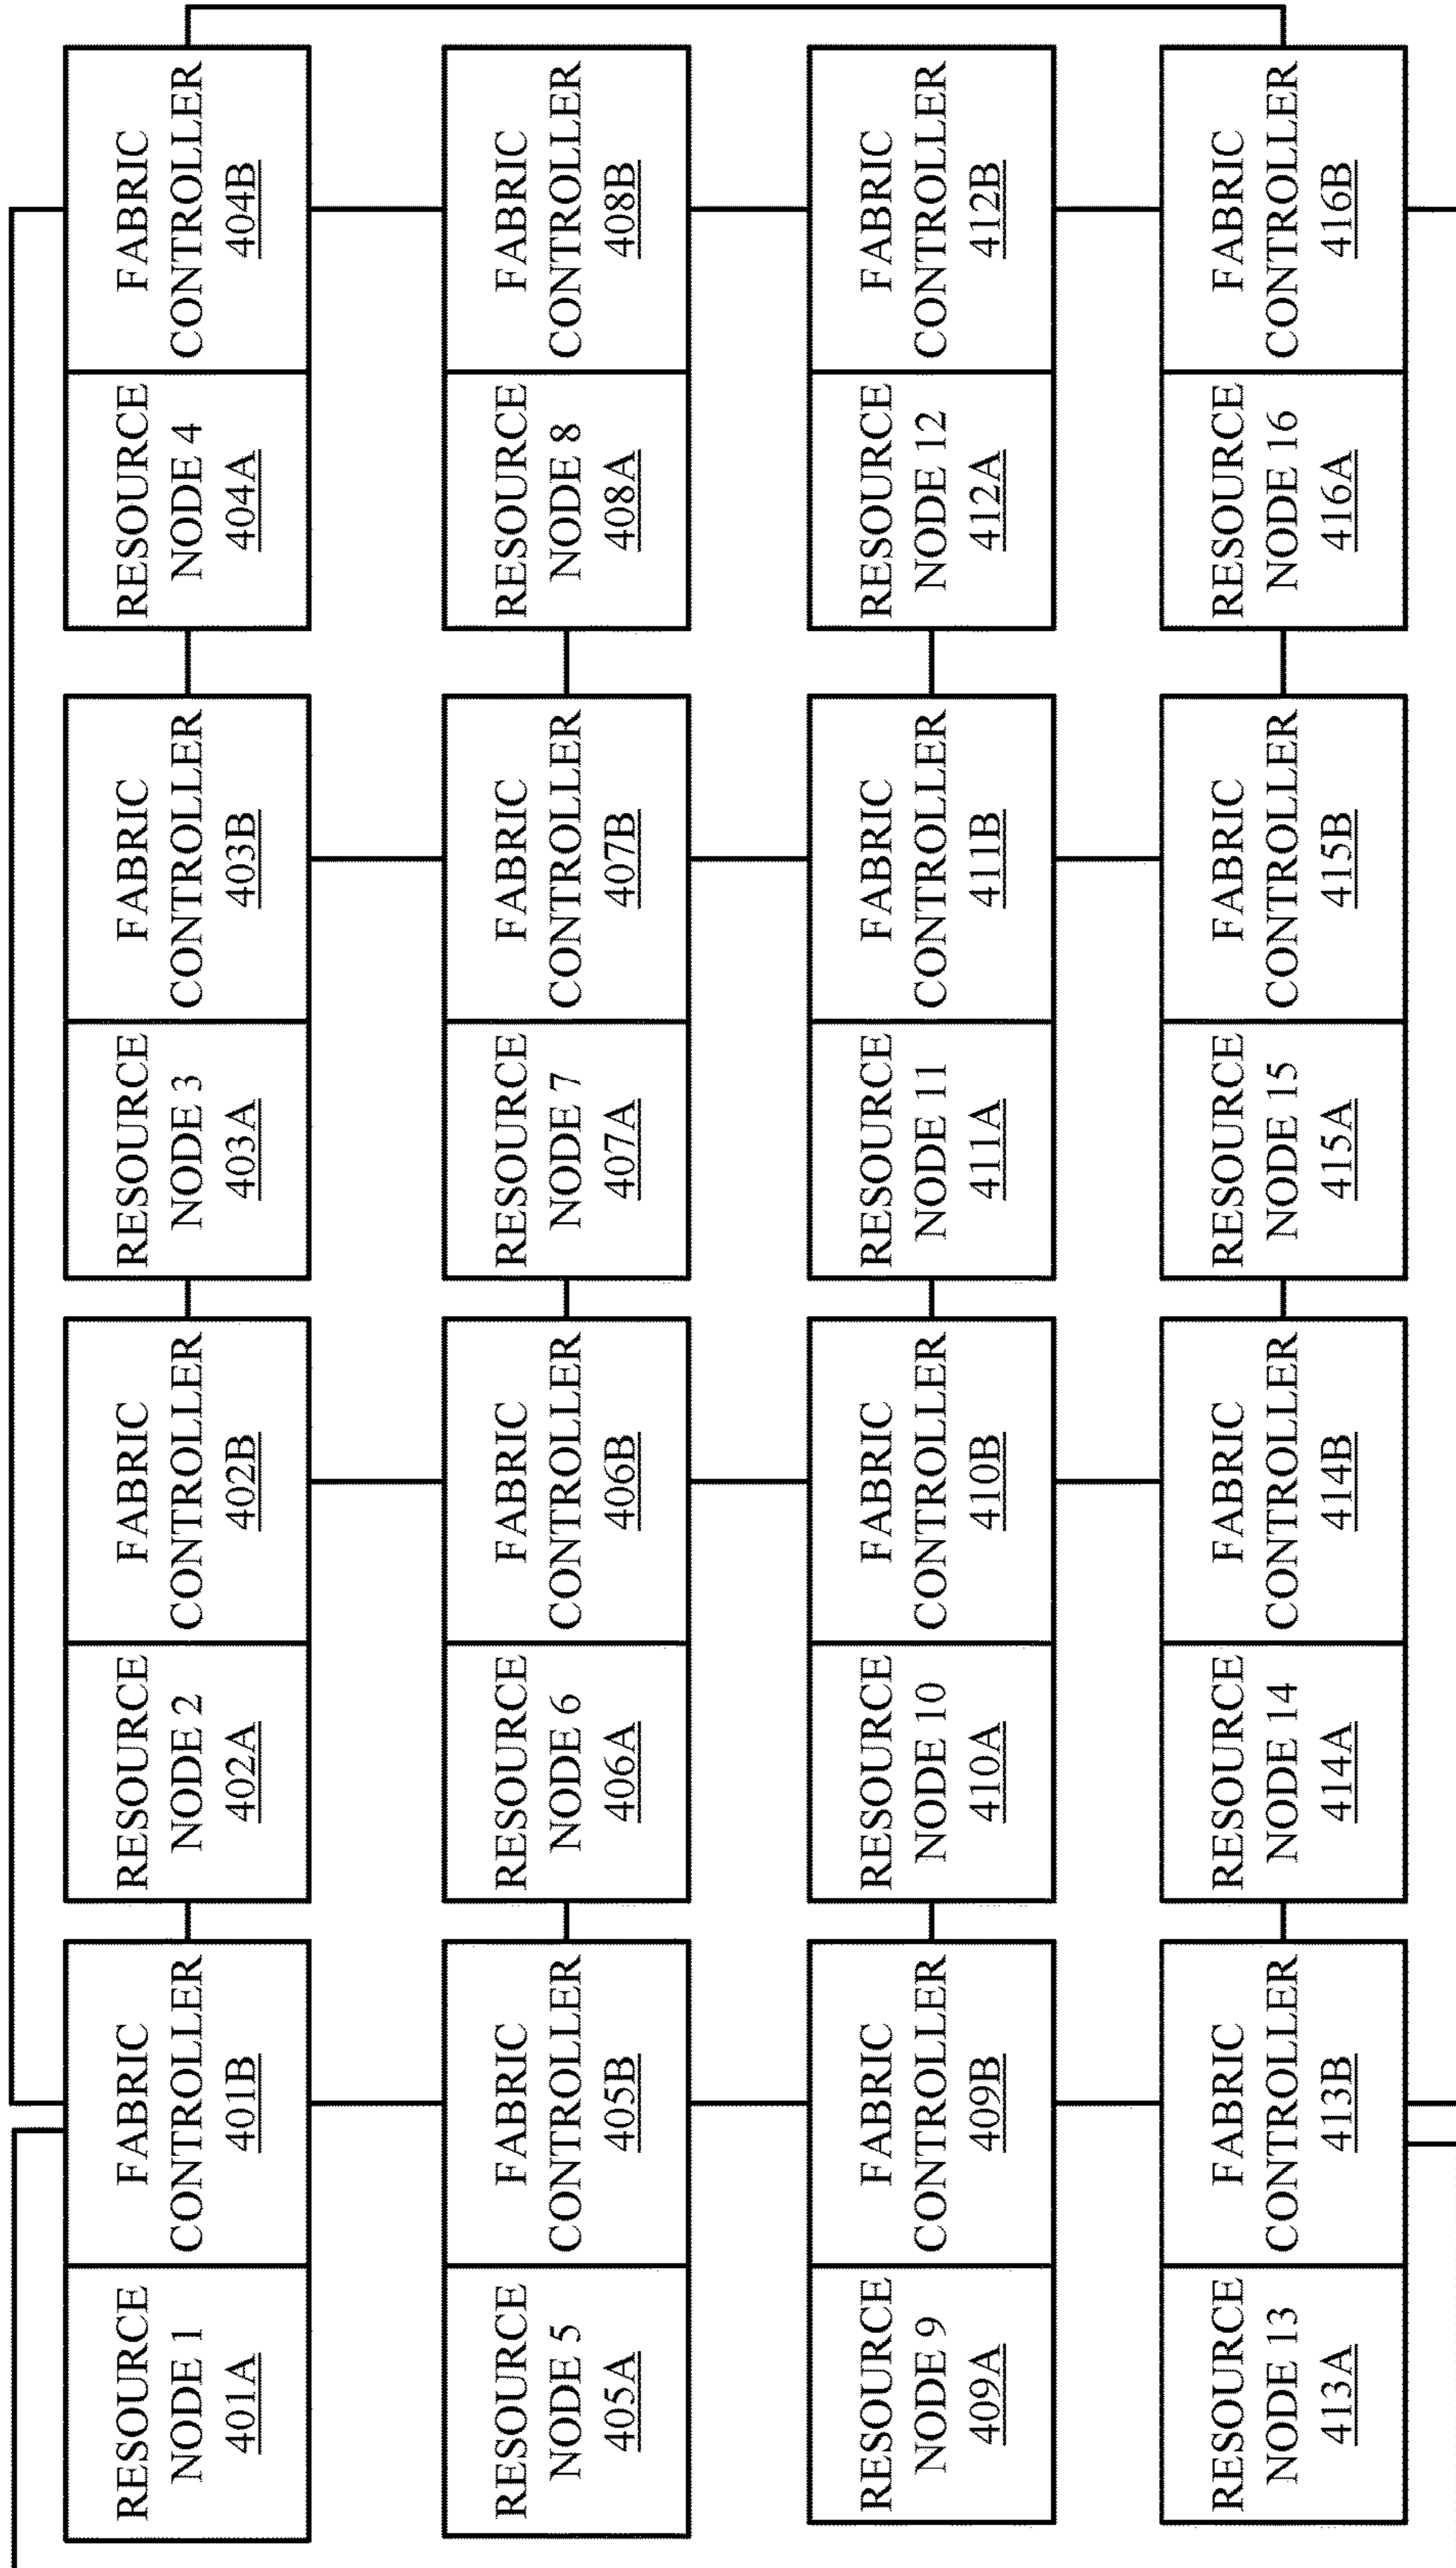 RESOURCE
NODE 1
401A
FABRIC
CONTROLLER
401B
RESOURCE
NODE 2
402A
FABRIC
CONTROLLER
402B
RESOURCE
NODE 3
403A
FABRIC
CONTROLLER
403B
RESOURCE
NODE 4
404A
FABRIC
CONTROLLER
404B
RESOURCE
NODE 5
405A
FABRIC
CONTROLLER
405B
RESOURCE
NODE 6
406A
FABRIC
CONTROLLER
406B
RESOURCE
NODE 7
407A
FABRIC
CONTROLLER
407B
RESOURCE
NODE 8
408A
FABRIC
CONTROLLER
408B
RESOURCE
NODE 9
409A
FABRIC
CONTROLLER
409B
RESOURCE
NODE 10
410A
FABRIC
CONTROLLER
410B
RESOURCE
NODE 11
411A
FABRIC
CONTROLLER
411B
RESOURCE
NODE 12
412A
FABRIC
CONTROLLER
412B
RESOURCE
NODE 13
413A
FABRIC
CONTROLLER
413B
RESOURCE
NODE 14
414A
FABRIC
CONTROLLER
414B
RESOURCE
NODE 15
415A
FABRIC
CONTROLLER
415B
RESOURCE
NODE 16
416A
FABRIC
CONTROLLER
416B